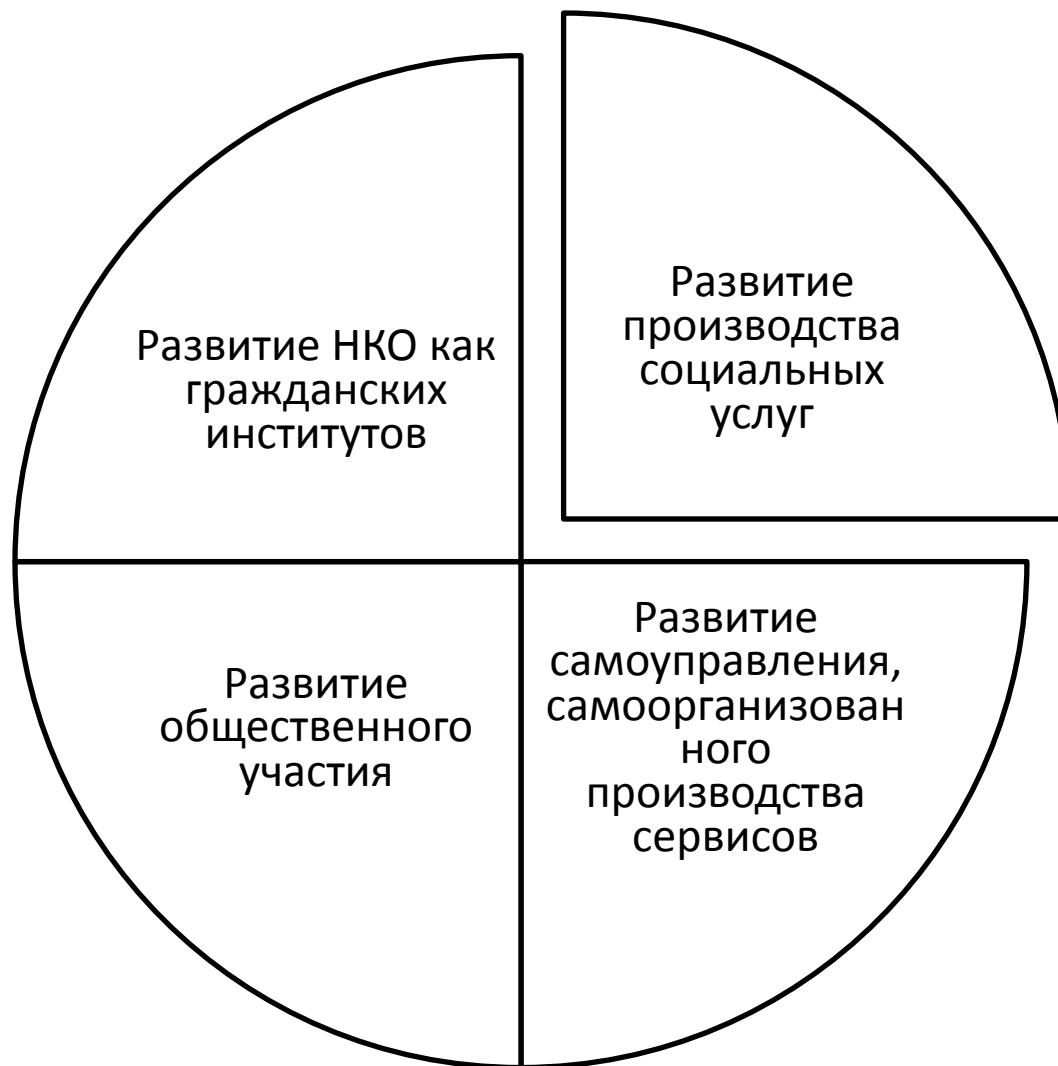 Развитие НКО как
гражданских
институтов
Развитие
производства
социальных
услуг
Развитие
общественного
участия
Развитие
самоуправления,
самоорганизован
ного
производства
сервисов